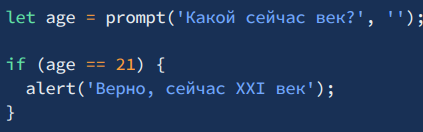 let age = prompt('Какой сейчас век?', '');
if (age == 21) {
  alert('Верно, сейчас XXI век');
}